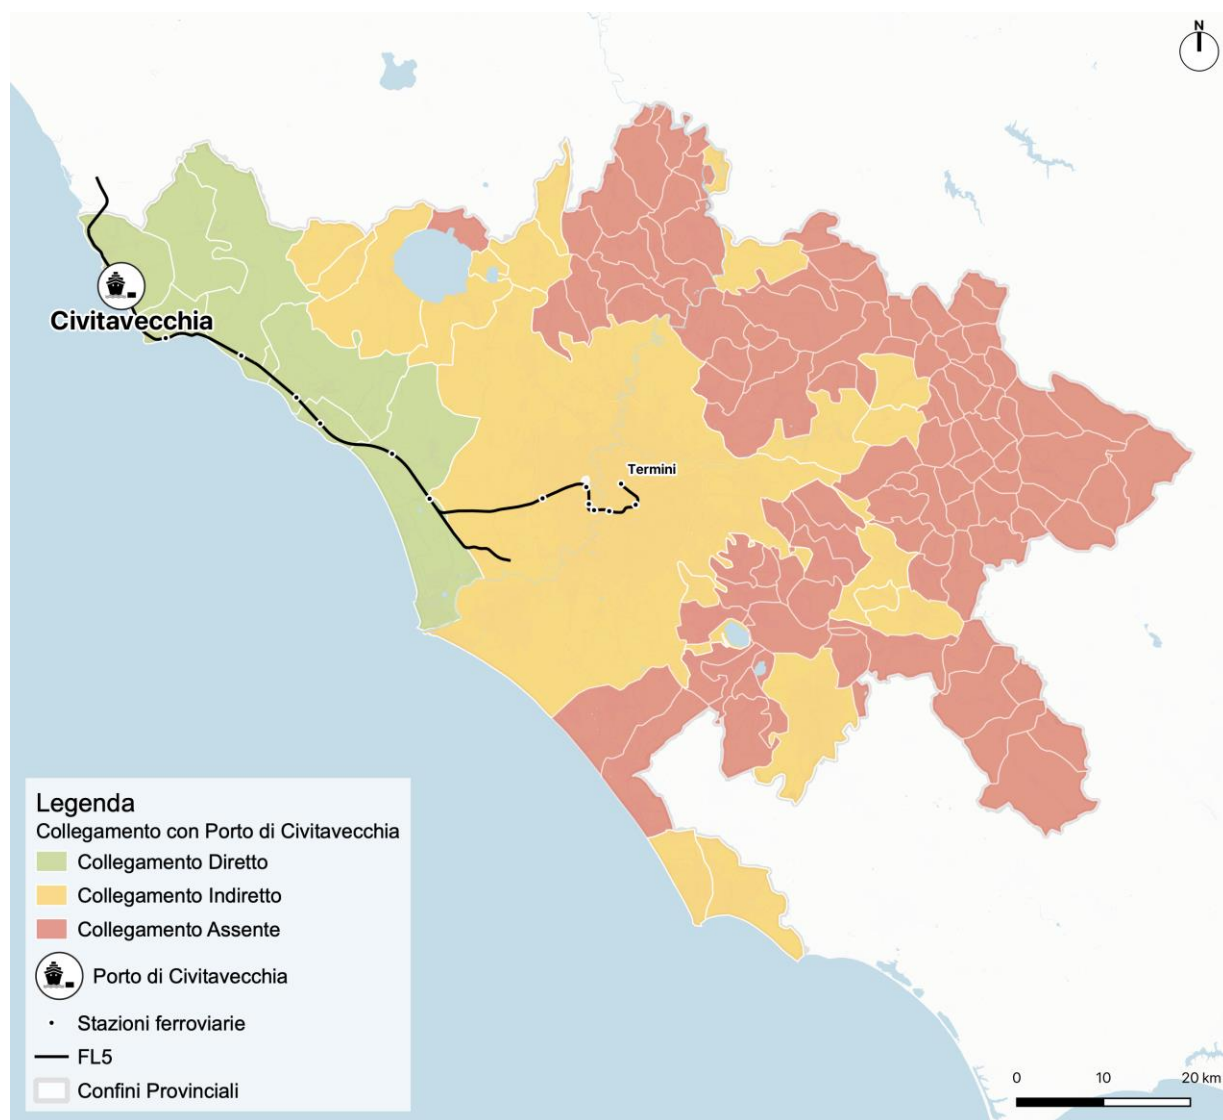 N
Civitavecchia
Termini
Legenda
Collegamento con Porto di Civitavecchia
Collegamento Diretto
Collegamento Indiretto
Collegamento Assente
Porto di Civitavecchia
Stazioni ferroviarie
FL5
Confini Provinciali
0 10 20 km